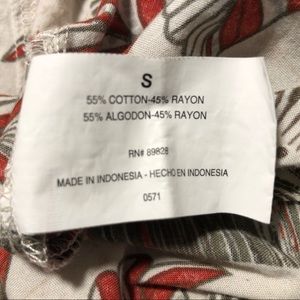 S
55% COTTON-45% RAYON
55% ALGODON-45% RAYON
RN# 89828
MADE IN INDONESIA - HECHO EN INDONESIA
0571